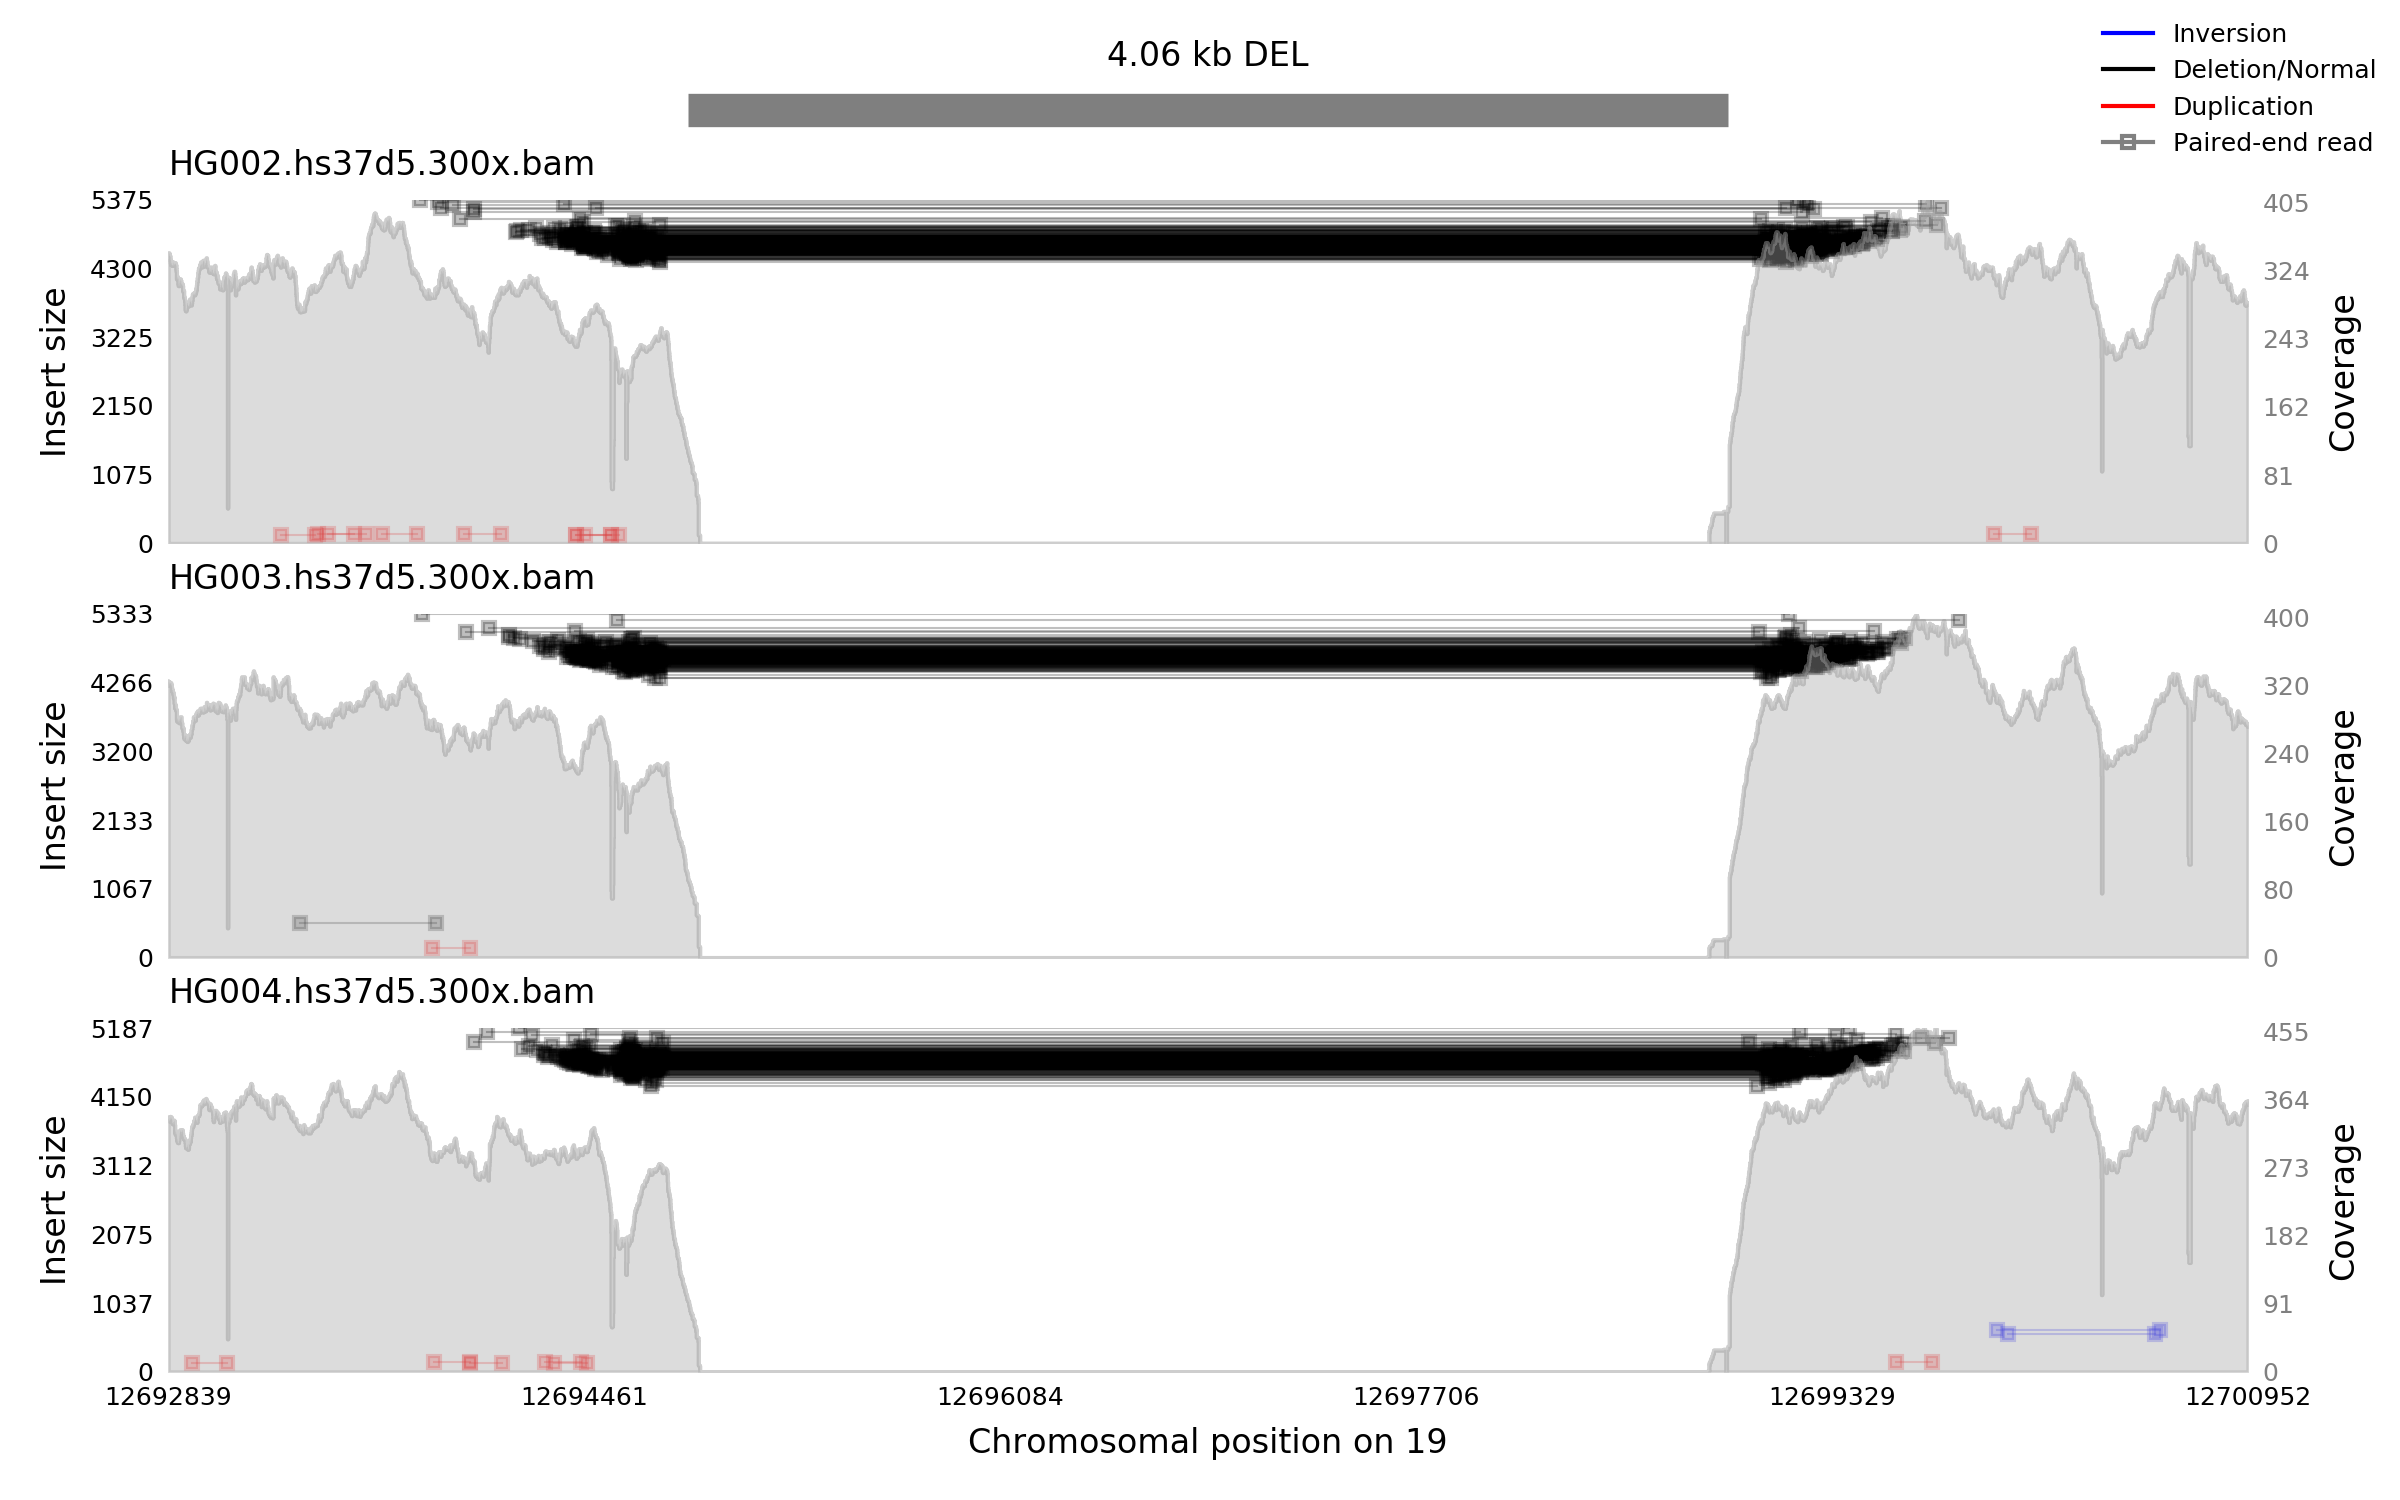 4.06 kb DEL
Inversion
Deletion/Normal
Duplication
Paired-end read
HG002.hs37d5.300x.bam
5375
4300
3225
2150
1075
0
Insert size
405
324
243
162
81
0
Coverage
HG003.hs37d5.300x.bam
5333
4266
3200
2133
1067
0
Insert size
400
320
240
160
80
0
Coverage
HG004.hs37d5.300x.bam
5187
4150
3112
2075
1037
0
Insert size
455
364
273
182
91
0
Coverage
12692839 12694461 12696084 12697706 12699329 12700952
Chromosomal position on 19